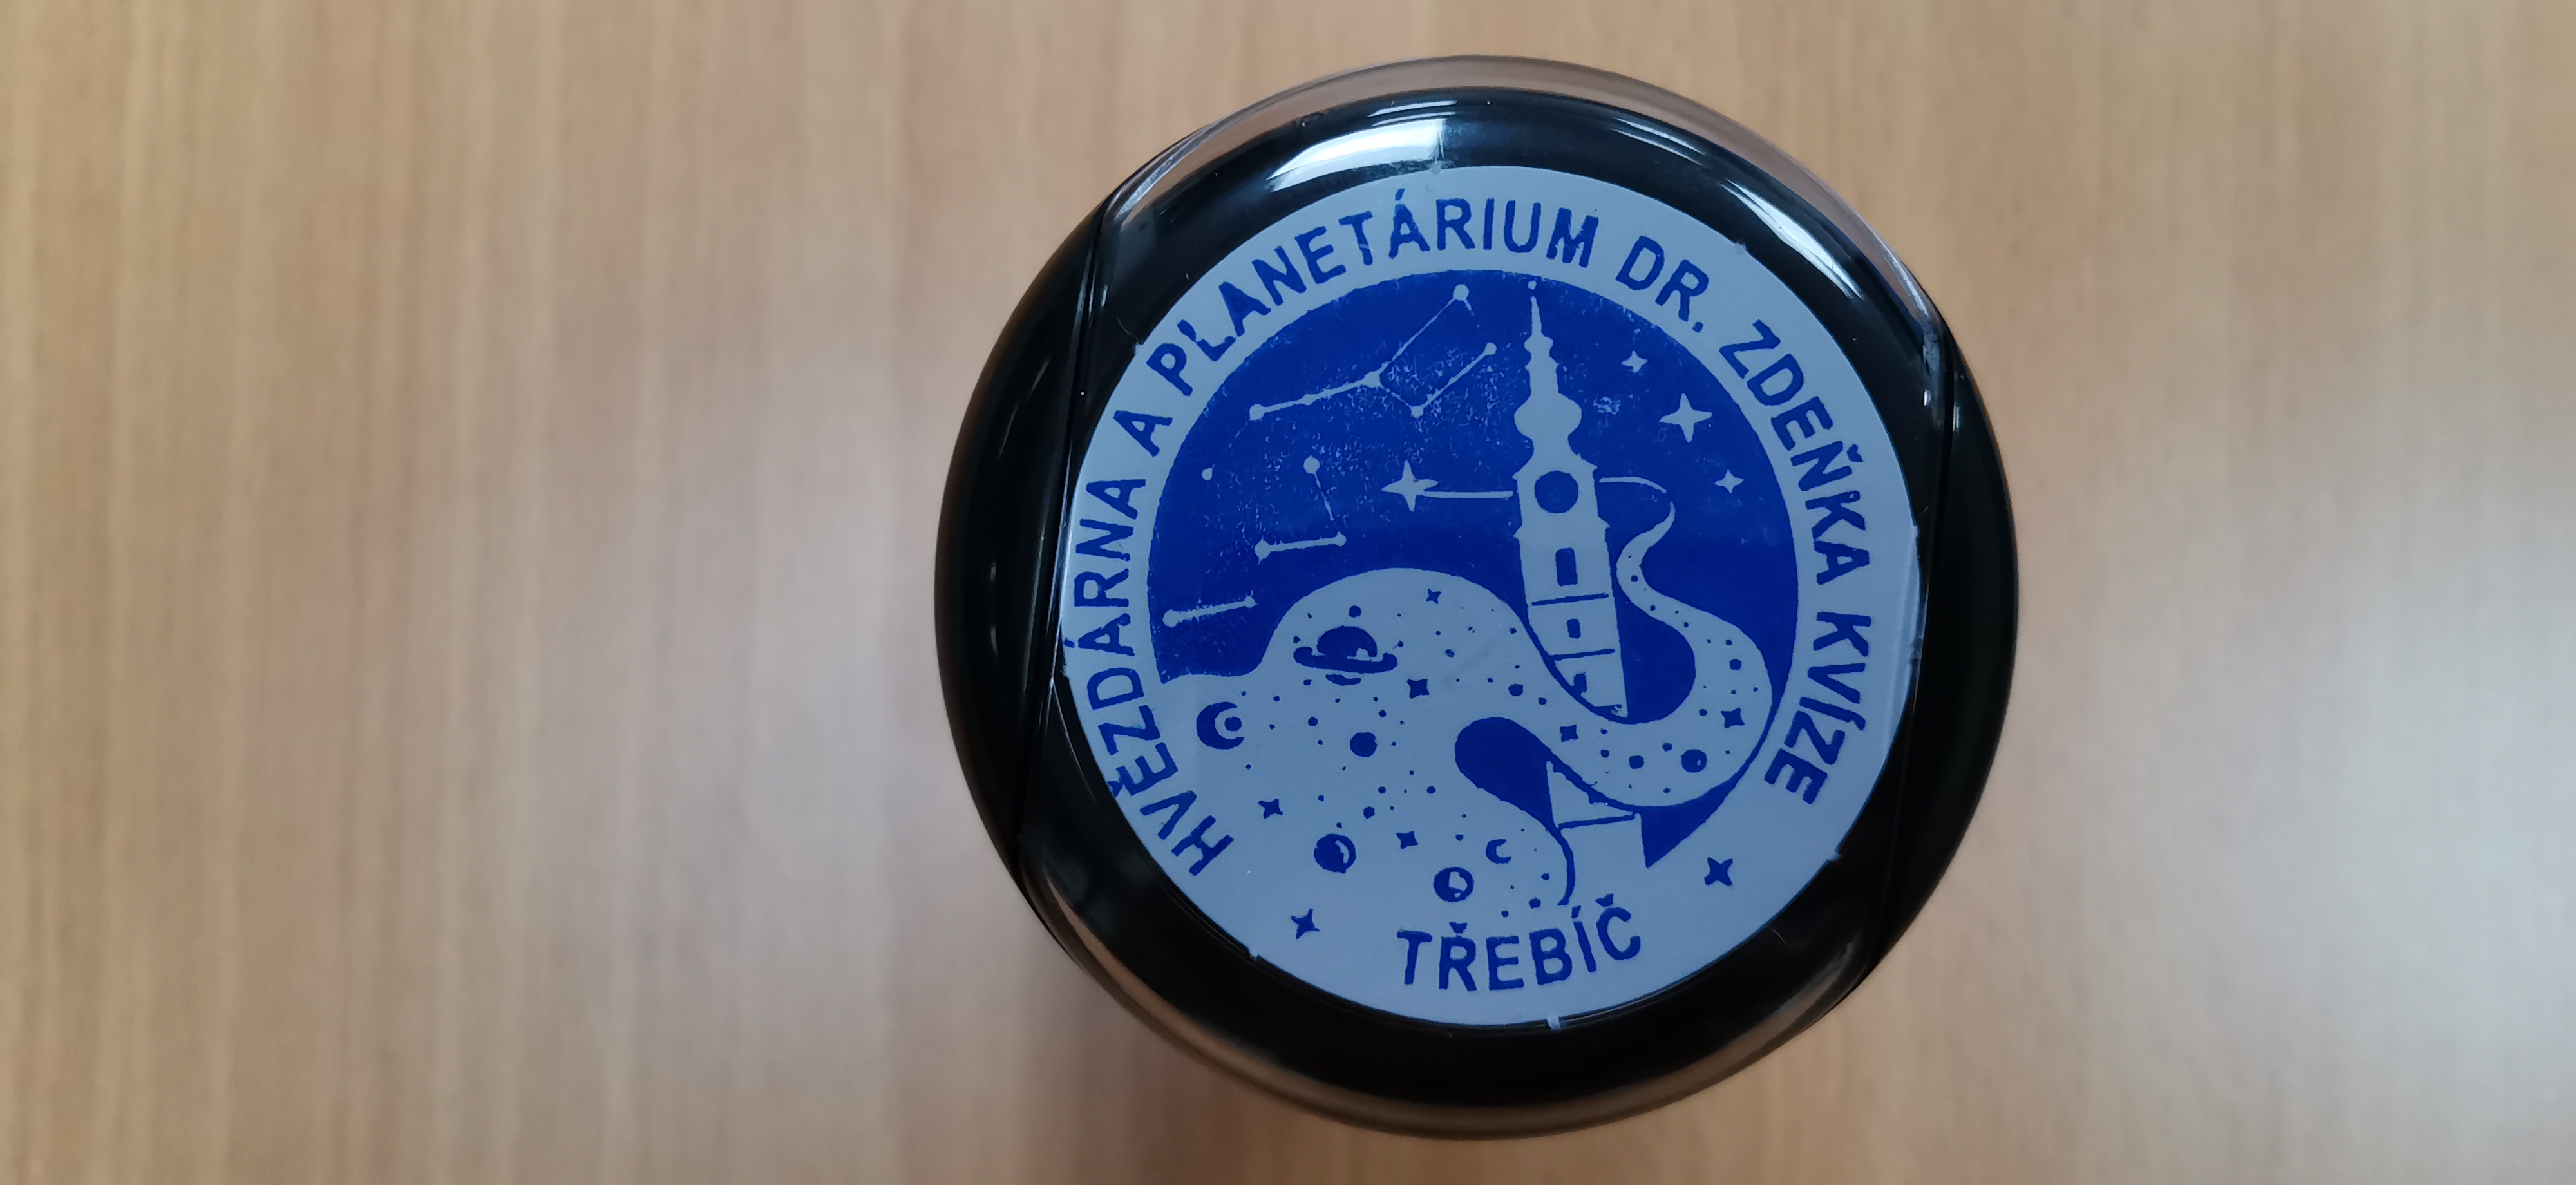 HVĚZDÁRNA A PLANETÁRIUM DR. ZDEŇKA KVÍZE
TŘEBÍČ